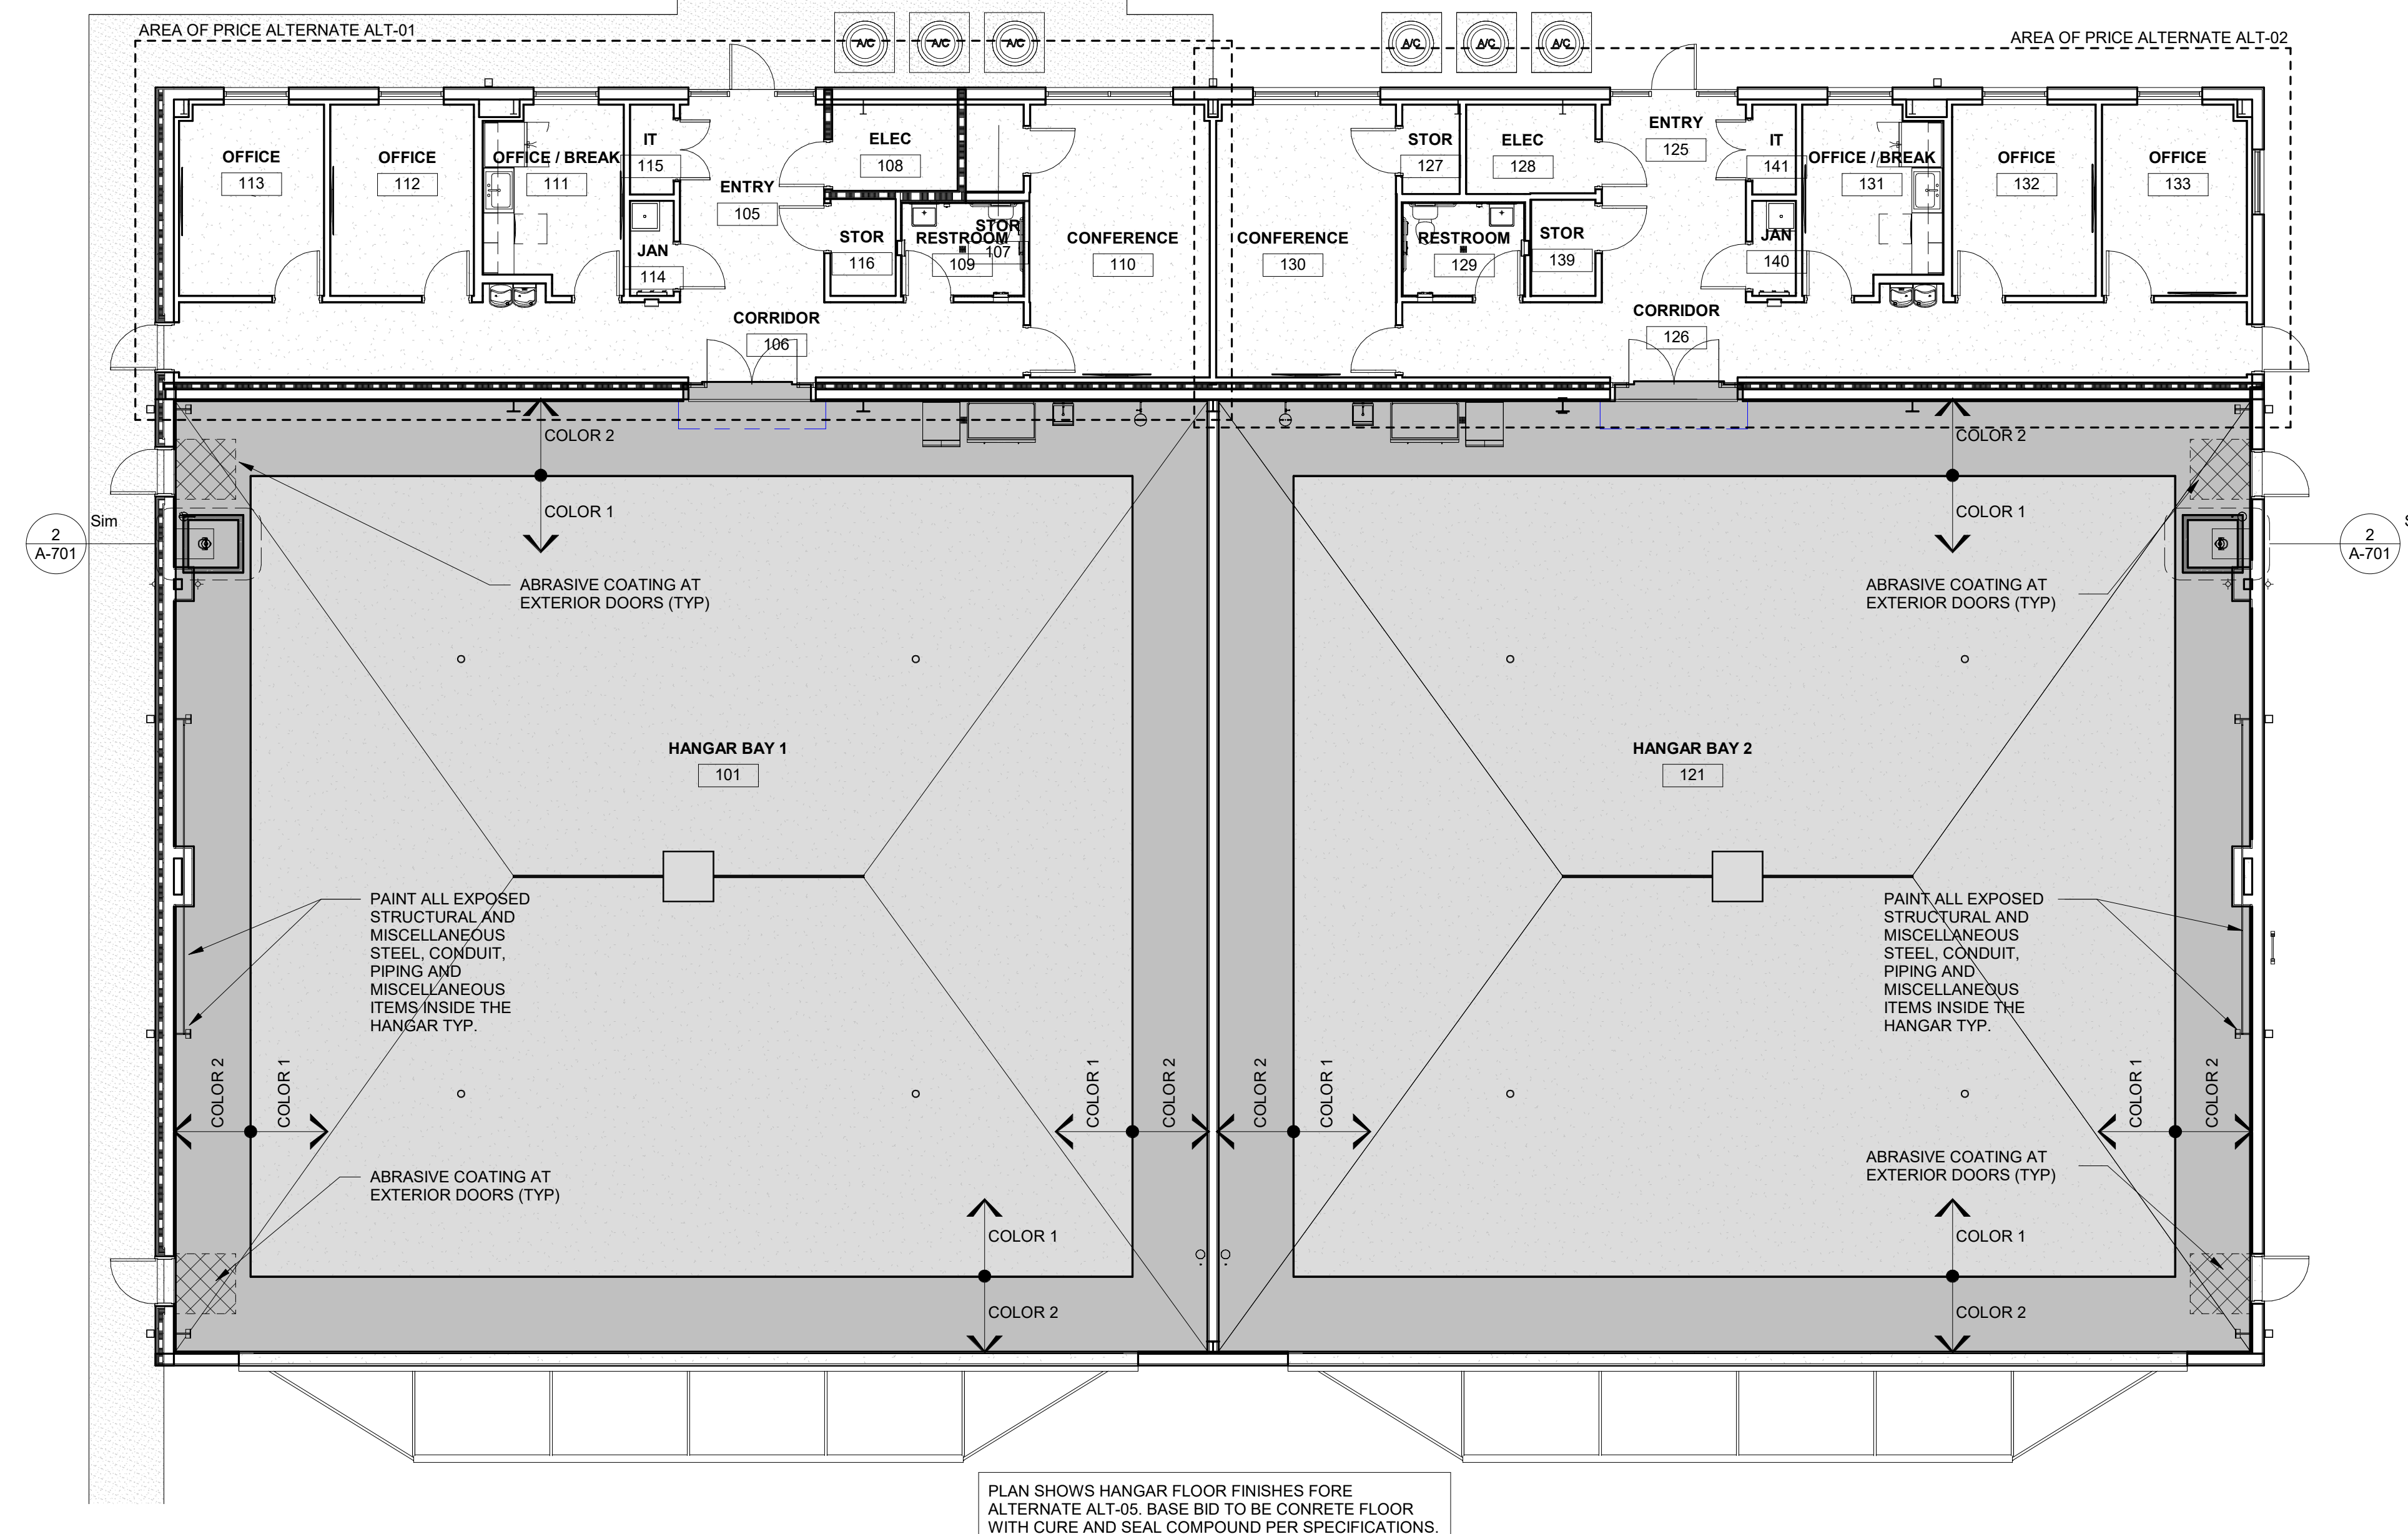 AREA OF PRICE ALTERNATE ALT-01
AREA OF PRICE ALTERNATE ALT-02
A/C
A/C
A/C
A/C
A/C
A/C
OFFICE
113
OFFICE
112
OFFICE / BREAK
111
IT
115
ENTRY
105
ELEC
108
JAN
114
STOR
116
RESTROOM
109
STOR
107
CONFERENCE
110
CORRIDOR
106
CONFERENCE
130
STOR
127
ELEC
128
ENTRY
125
IT
141
OFFICE / BREAK
131
OFFICE
132
OFFICE
133
RESTROOM
129
STOR
139
JAN
140
CORRIDOR
126
COLOR 2
COLOR 1
COLOR 2
COLOR 1
2
A-701
Sim
2
A-701
ABRASIVE COATING AT
EXTERIOR DOORS (TYP)
ABRASIVE COATING AT
EXTERIOR DOORS (TYP)
HANGAR BAY 1
101
HANGAR BAY 2
121
PAINT ALL EXPOSED
STRUCTURAL AND
MISCELLANEOUS
STEEL, CONDUIT,
PIPING AND
MISCELLANEOUS
ITEMS INSIDE THE
HANGAR TYP.
PAINT ALL EXPOSED
STRUCTURAL AND
MISCELLANEOUS
STEEL, CONDUIT,
PIPING AND
MISCELLANEOUS
ITEMS INSIDE THE
HANGAR TYP.
COLOR 2
COLOR 1
COLOR 1
COLOR 2
COLOR 2
COLOR 1
COLOR 1
COLOR 2
ABRASIVE COATING AT
EXTERIOR DOORS (TYP)
ABRASIVE COATING AT
EXTERIOR DOORS (TYP)
COLOR 1
COLOR 2
COLOR 1
COLOR 2
PLAN SHOWS HANGAR FLOOR FINISHES FORE
ALTERNATE ALT-05. BASE BID TO BE CONRETE FLOOR
WITH CURE AND SEAL COMPOUND PER SPECIFICATIONS.